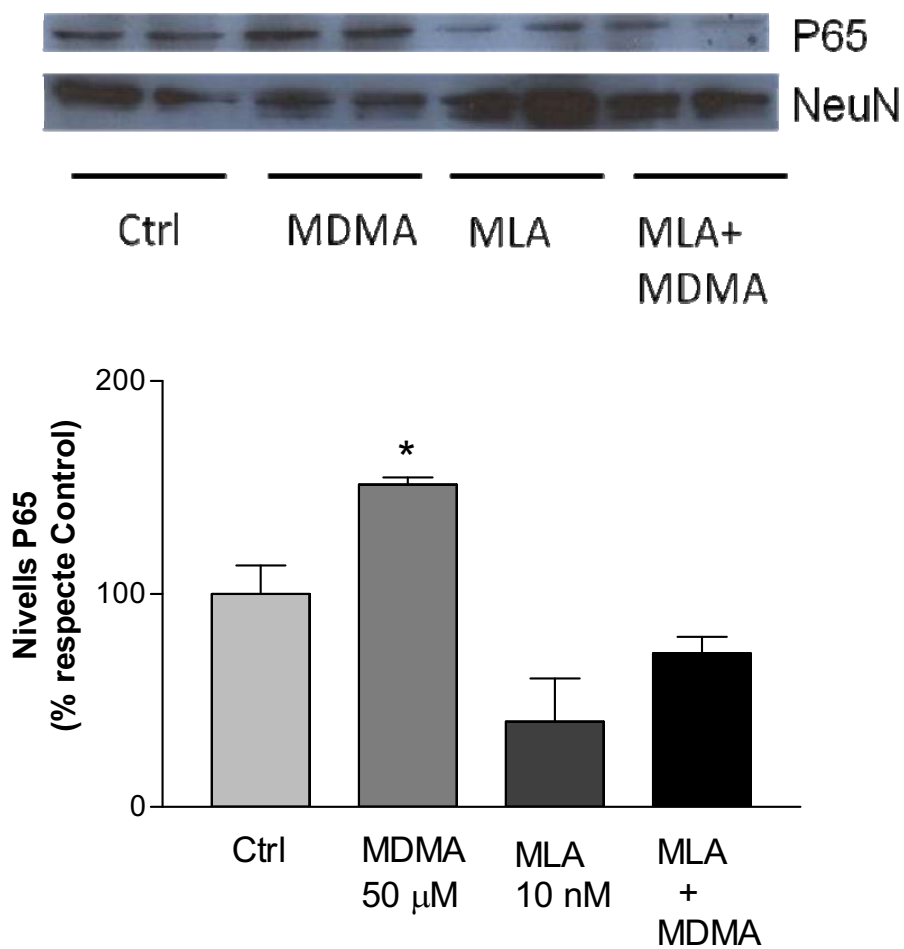 P65
NeuN
Ctrl MDMA MLA MLA+
MDMA
200
100
0
Nivells P65
(% respecte Control)
*
Ctrl MDMA MLA MLA
50 μM 10 nM +
MDMA